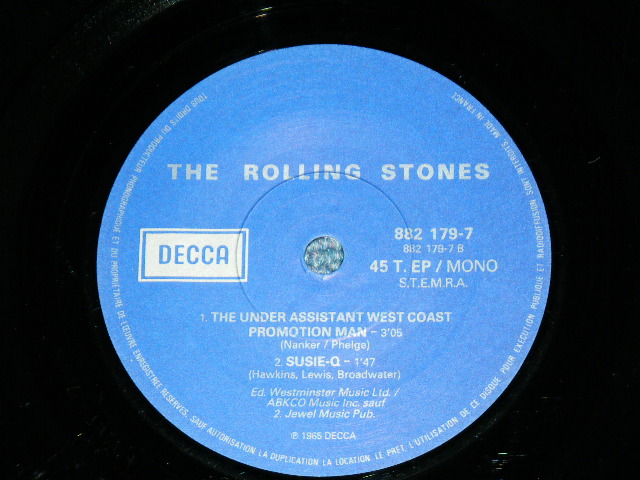 THE ROLLING STONES
DECCA
882 179-7
882 179-7 B
45 T. EP / MONO
S.T.E.M.R.A.
1. THE UNDER ASSISTANT WEST COAST
PROMOTION MAN – 3'05
(Nanker / Phelge)
2. SUSIE-Q – 1'47
(Hawkins, Lewis, Broadwater)
Ed. Westminster Music Ltd. /
ABKCO Music Inc. sauf
2. Jewel Music Pub.
℗ 1965 DECCA
TOUS DROITS DU PRODUCTEUR PHONOGRAPHIQUE ET DU PROPRIETAIRE DE L'ŒUVRE ENREGISTREE RESERVES. SAUF AUTORISATION LA DUPLICATION LA LOCATION LE PRET, L'UTILISATION DE CE DISQUE POUR EXECUTION PUBLIQUE ET RADIODIFFUSION SONT INTERDITS MADE IN FRANCE